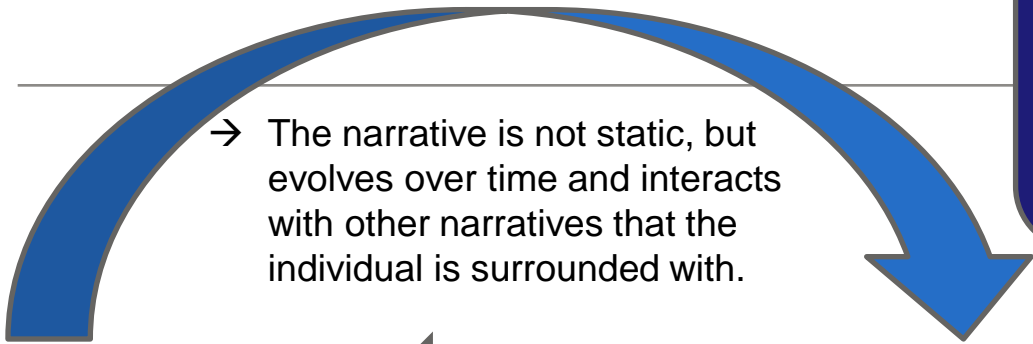 → The narrative is not static, but
evolves over time and interacts
with other narratives that the
individual is surrounded with.